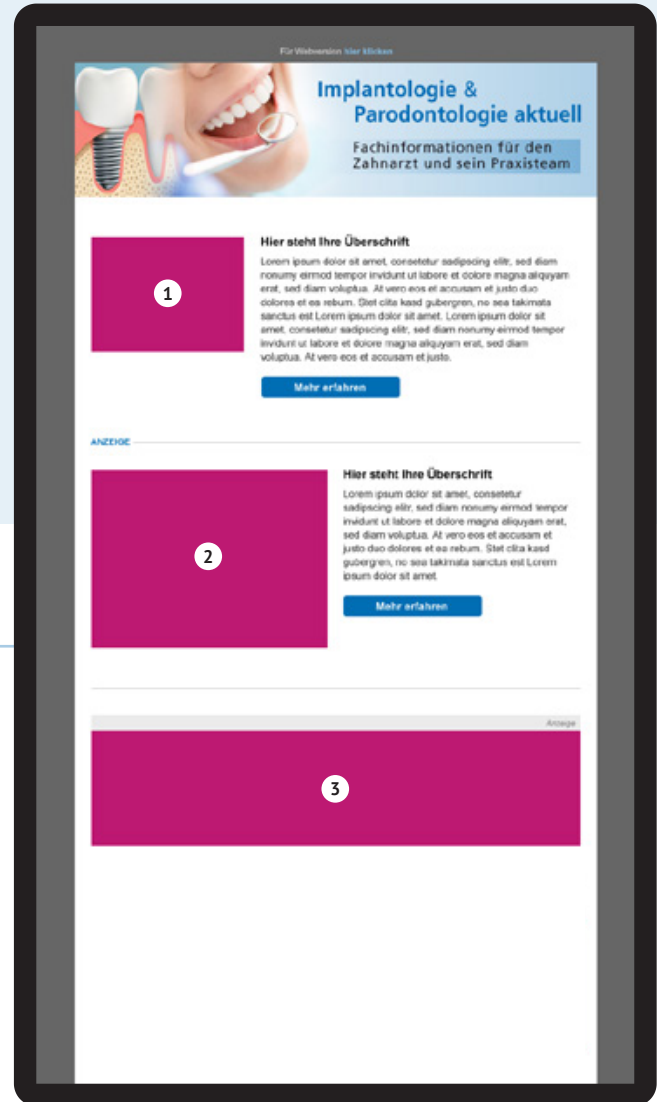 Für Webversion hier klicken
Implantologie &
Parodontologie aktuell
Fachinformationen für den
Zahnarzt und sein Praxisteam
1
Hier steht Ihre Überschrift
Lorem ipsum dolor sit amet, consetetur sadipscing elitr, sed diam
nonumy eirmod tempor invidunt ut labore et dolore magna aliquyam
erat, sed diam voluptua. At vero eos et accusam et justo duo
dolores et ea rebum. Stet clita kasd gubergren, no sea takimata
sanctus est Lorem ipsum dolor sit amet. Lorem ipsum dolor sit
amet, consetetur sadipscing elitr, sed diam nonumy eirmod tempor
invidunt ut labore et dolore magna aliquyam erat, sed diam
voluptua. At vero eos et accusam et justo.
Mehr erfahren
ANZEIGE
2
Hier steht Ihre Überschrift
Lorem ipsum dolor sit amet, consetetur
sadipscing elitr, sed diam nonumy eirmod tempor
invidunt ut labore et dolore magna aliquyam erat,
sed diam voluptua. At vero eos et accusam et
justo duo dolores et ea rebum. Stet clita kasd
gubergren, no sea takimata sanctus est Lorem
ipsum dolor sit amet.
Mehr erfahren
Anzeige
3